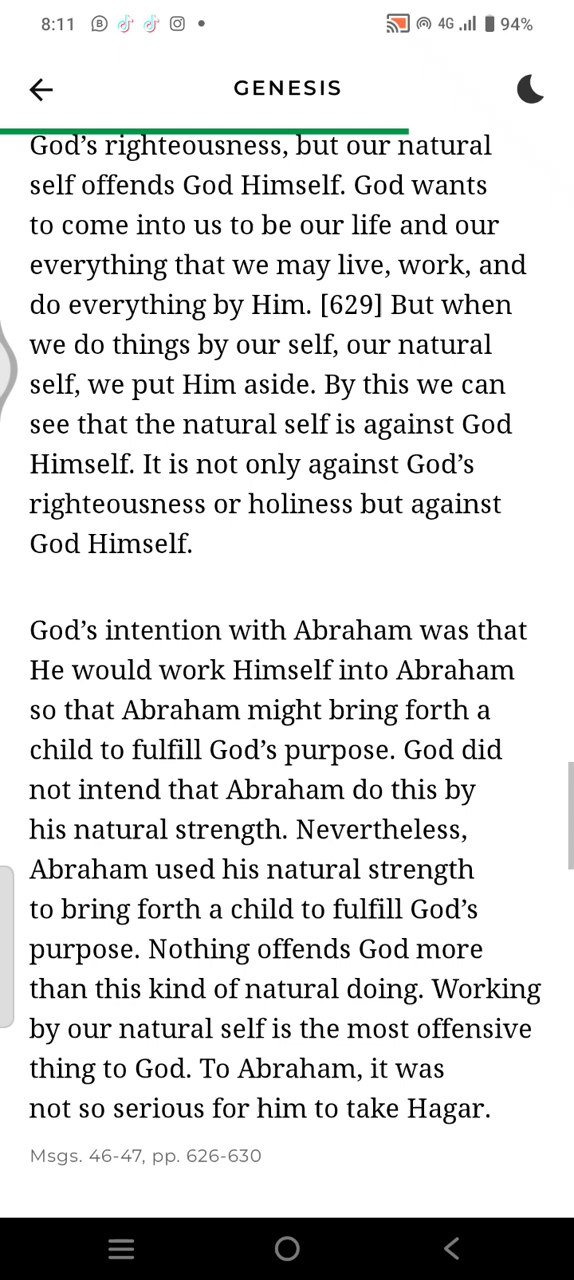 8:11
4G
94%
GENESIS
God’s righteousness, but our natural
self offends God Himself. God wants
to come into us to be our life and our
everything that we may live, work, and
do everything by Him. [629] But when
we do things by our self, our natural
self, we put Him aside. By this we can
see that the natural self is against God
Himself. It is not only against God’s
righteousness or holiness but against
God Himself.
God’s intention with Abraham was that
He would work Himself into Abraham
so that Abraham might bring forth a
child to fulfill God’s purpose. God did
not intend that Abraham do this by
his natural strength. Nevertheless,
Abraham used his natural strength
to bring forth a child to fulfill God’s
purpose. Nothing offends God more
than this kind of natural doing. Working
by our natural self is the most offensive
thing to God. To Abraham, it was
not so serious for him to take Hagar.
Msgs. 46-47, pp. 626-630